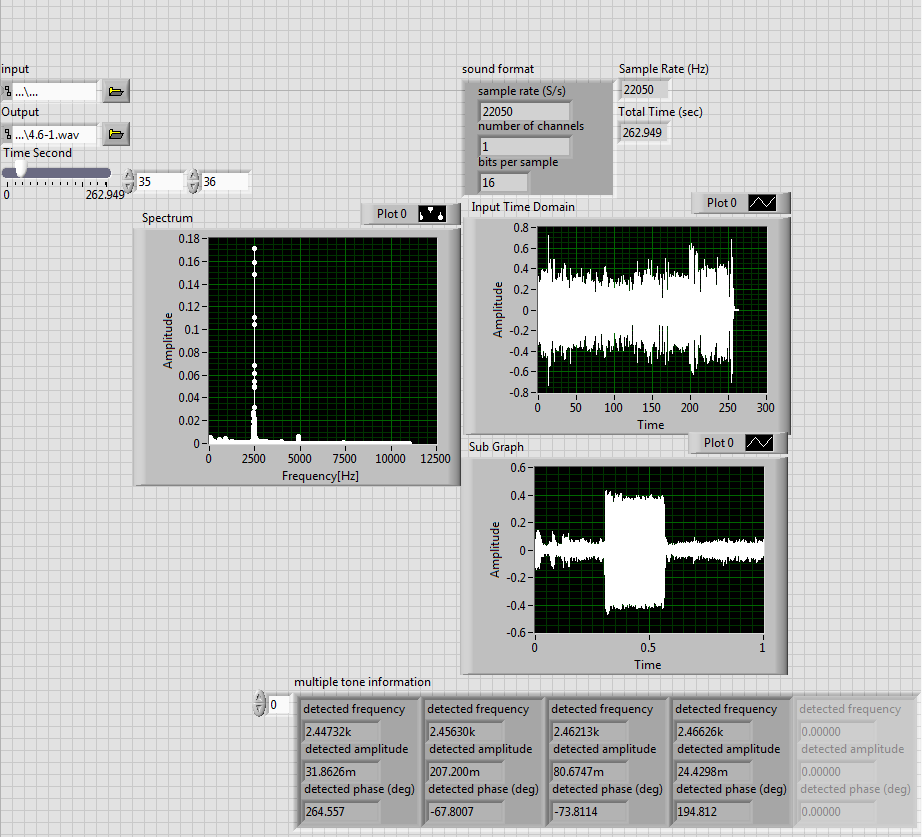 input
...\...
Output
...\4.6-1.wav
Time Second
0 262.949
35 36
sound format
sample rate (S/s)
22050
number of channels
1
bits per sample
16
Sample Rate (Hz)
22050
Total Time (sec)
262.949
Spectrum
Plot 0
Amplitude
0.18
0.16
0.14
0.12
0.1
0.08
0.06
0.04
0.02
0
0 2500 5000 7500 10000 12500
Frequency[Hz]
Input Time Domain
Plot 0
Amplitude
0.8
0.6
0.4
0.2
0
-0.2
-0.4
-0.6
-0.8
0 50 100 150 200 250 300
Time
Sub Graph
Plot 0
Amplitude
0.6
0.4
0.2
0
-0.2
-0.4
-0.6
0 0.5 1
Time
multiple tone information
0
detected frequency
2.44732k
detected amplitude
31.8626m
detected phase (deg)
264.557
detected frequency
2.45630k
detected amplitude
207.200m
detected phase (deg)
-67.8007
detected frequency
2.46213k
detected amplitude
80.6747m
detected phase (deg)
-73.8114
detected frequency
2.46626k
detected amplitude
24.4298m
detected phase (deg)
194.812
detected frequency
0.00000
detected amplitude
0.00000
detected phase (deg)
0.00000